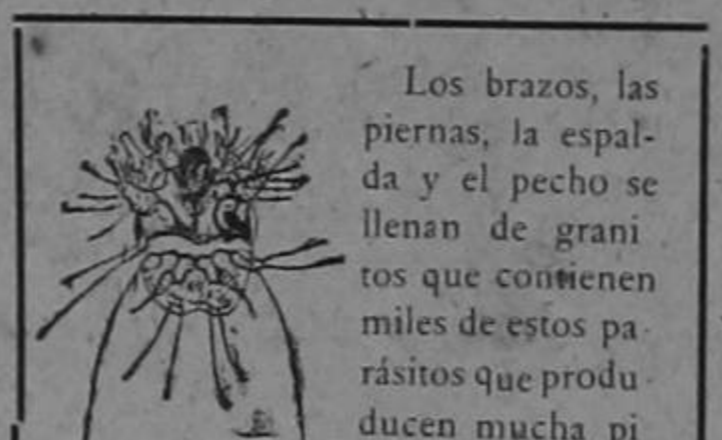 Los brazos, las
piernas, la espal-
da y el pecho se
llenan de grani
tos que contienen
miles de estos pa-
rásitos que produ-
ducen mucha pi